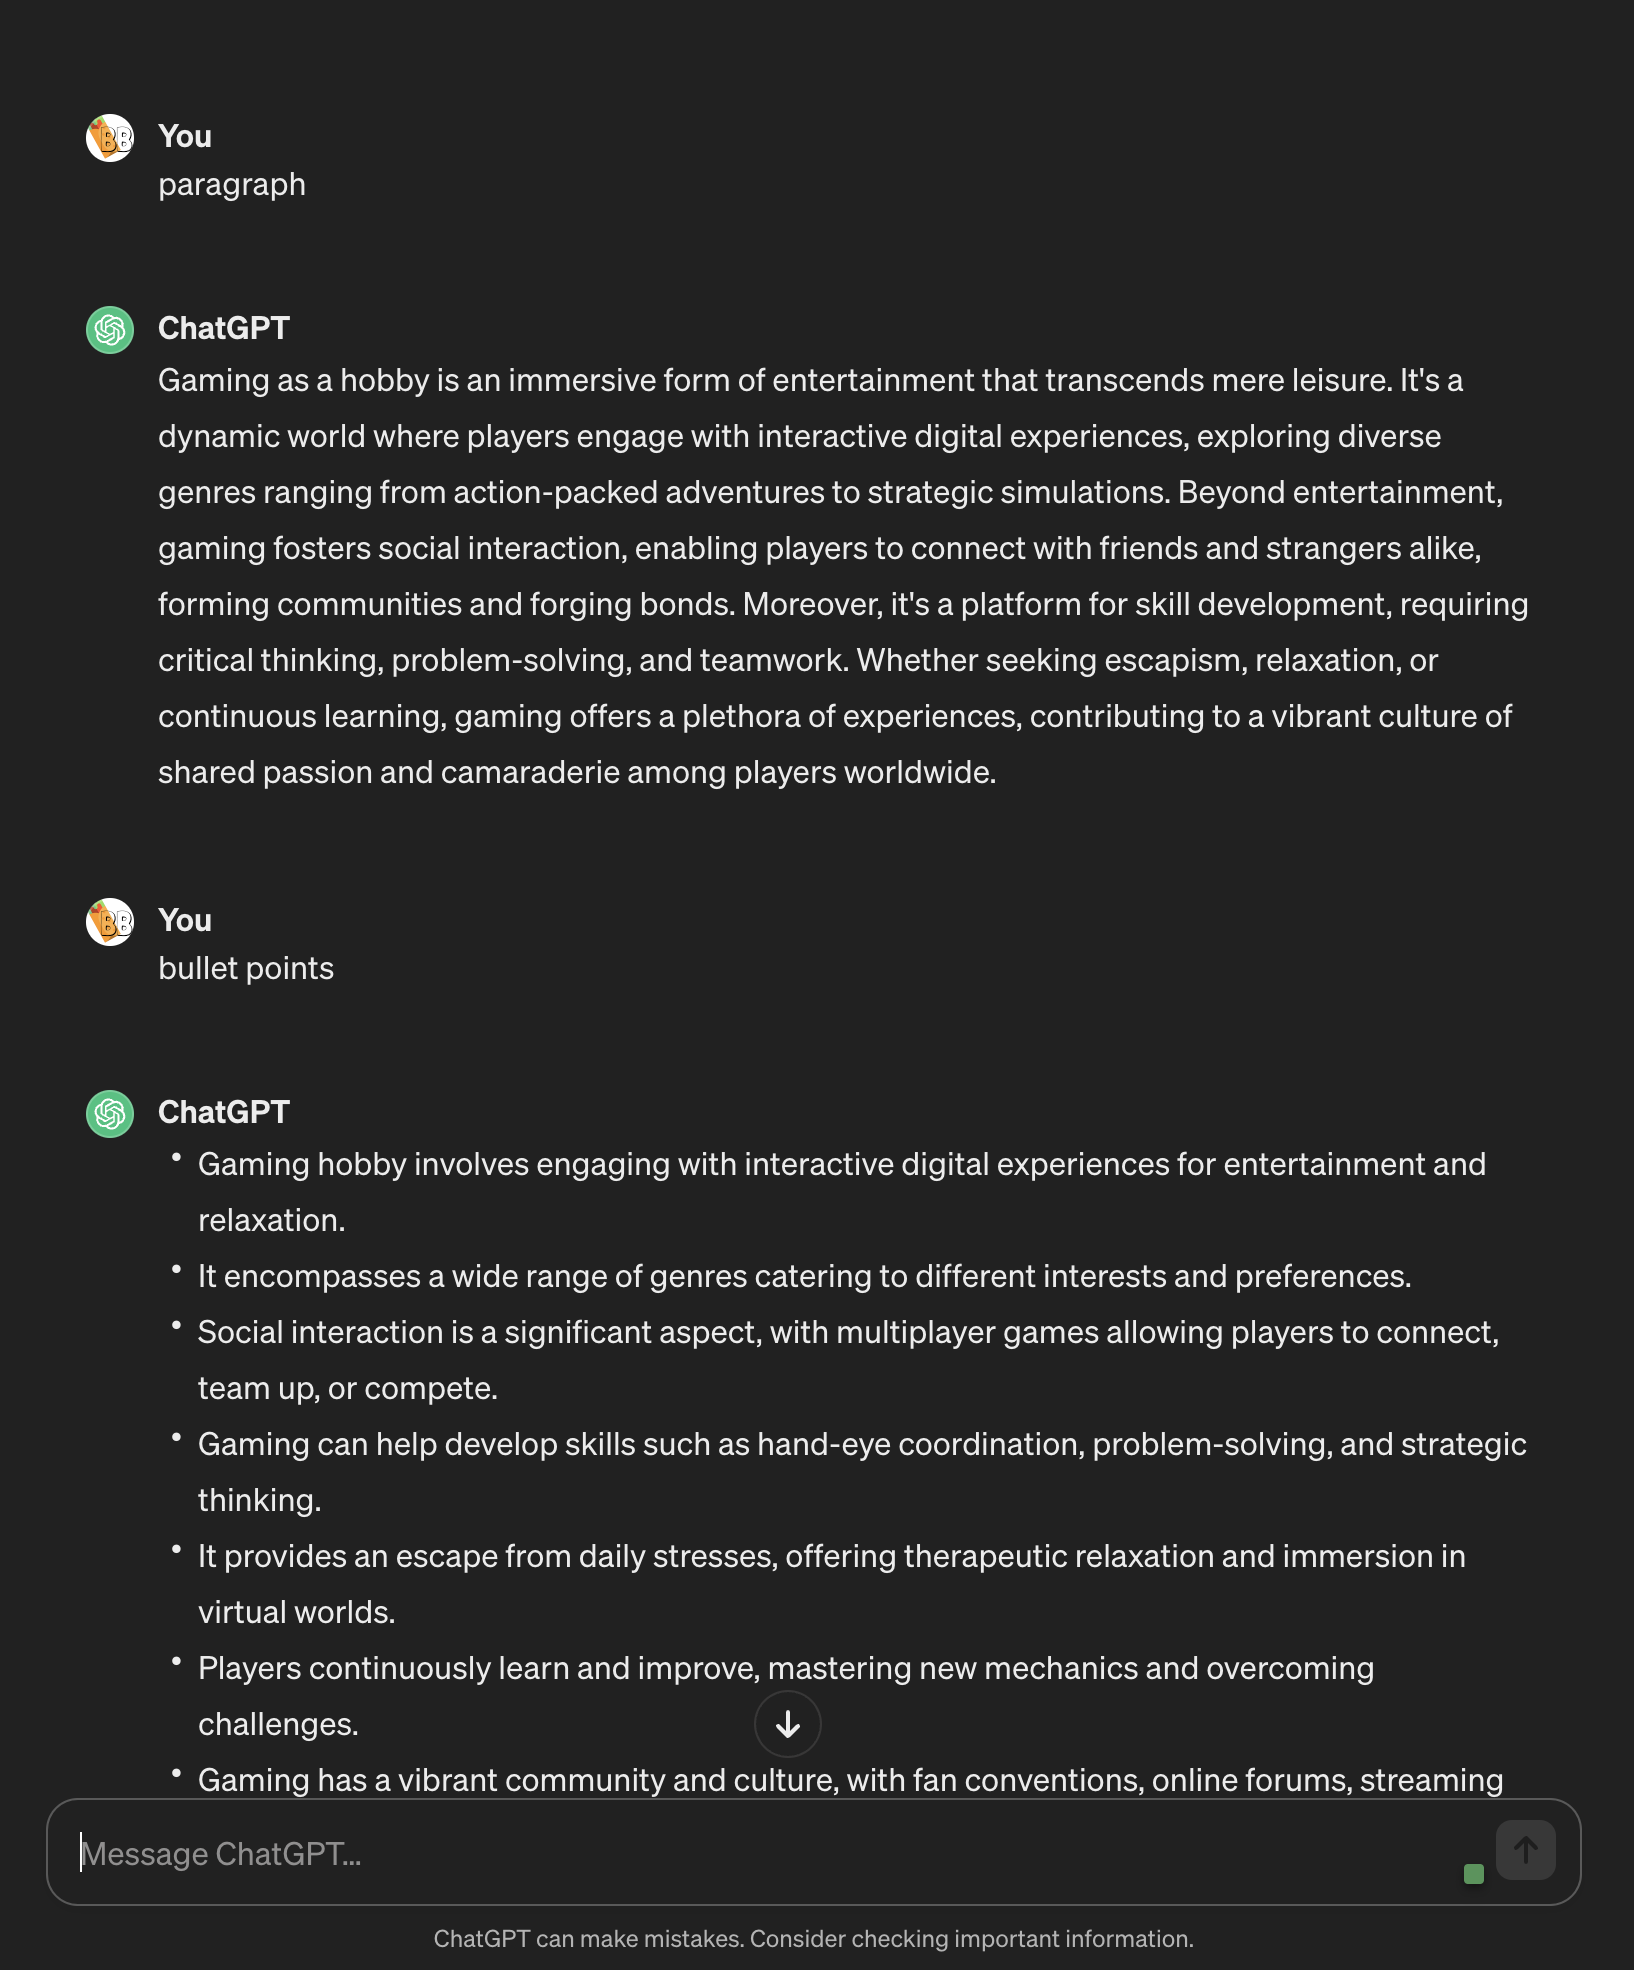 BB
You
paragraph
ChatGPT
Gaming as a hobby is an immersive form of entertainment that transcends mere leisure. It's a
dynamic world where players engage with interactive digital experiences, exploring diverse
genres ranging from action-packed adventures to strategic simulations. Beyond entertainment,
gaming fosters social interaction, enabling players to connect with friends and strangers alike,
forming communities and forging bonds. Moreover, it's a platform for skill development, requiring
critical thinking, problem-solving, and teamwork. Whether seeking escapism, relaxation, or
continuous learning, gaming offers a plethora of experiences, contributing to a vibrant culture of
shared passion and camaraderie among players worldwide.
BB
You
bullet points
ChatGPT
• Gaming hobby involves engaging with interactive digital experiences for entertainment and
relaxation.
• It encompasses a wide range of genres catering to different interests and preferences.
• Social interaction is a significant aspect, with multiplayer games allowing players to connect,
team up, or compete.
• Gaming can help develop skills such as hand-eye coordination, problem-solving, and strategic
thinking.
• It provides an escape from daily stresses, offering therapeutic relaxation and immersion in
virtual worlds.
• Players continuously learn and improve, mastering new mechanics and overcoming
challenges.
• Gaming has a vibrant community and culture, with fan conventions, online forums, streaming
Message ChatGPT...
ChatGPT can make mistakes. Consider checking important information.